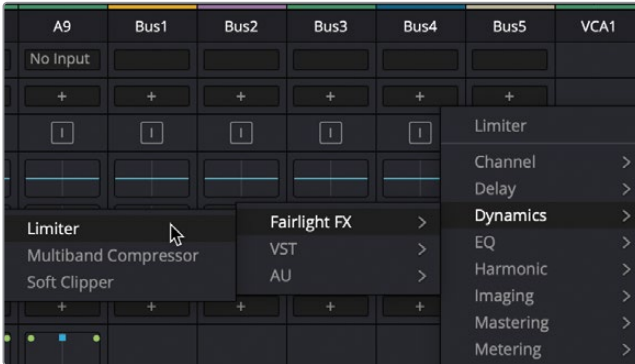 A9 Bus1 Bus2 Bus3 Bus4 Bus5 VCA1
No Input
+ + + + + +
I I I I I
Limiter
Channel >
Delay >
Dynamics >
EQ >
Harmonic >
Imaging >
Mastering >
Metering >
Fairlight FX >
VST >
AU >
Limiter
Multiband Compressor
Soft Clipper
+ + + + +